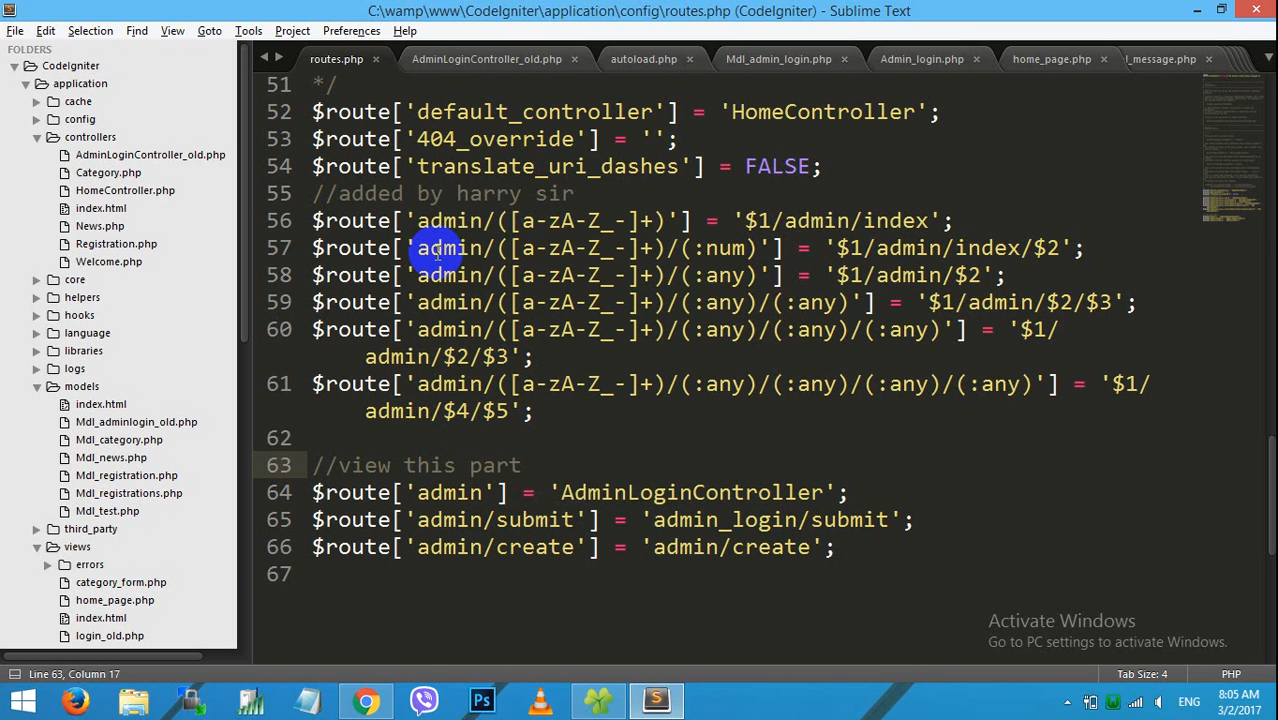 C:\wamp\www\CodeIgniter\application\config\routes.php (CodeIgniter) - Sublime Text
File Edit Selection Find View Goto Tools Project Preferences Help
FOLDERS
CodeIgniter
application
cache
config
controllers
AdminLoginController_old.php
Category.php
HomeController.php
index.html
News.php
Registration.php
Welcome.php
core
helpers
hooks
language
libraries
logs
models
index.html
Mdl_adminlogin_old.php
Mdl_category.php
Mdl_news.php
Mdl_registration.php
Mdl_registrations.php
Mdl_test.php
third_party
views
errors
category_form.php
home_page.php
index.html
login_old.php
routes.php × AdminLoginController_old.php × autoload.php × Mdl_admin_login.php × Admin_login.php × home_page.php × l_message.php ×
51 */
52 $route['default_controller'] = 'HomeController';
53 $route['404_override'] = '';
54 $route['translate_uri_dashes'] = FALSE;
55 //added by harry sir
56 $route['admin/([a-zA-Z_-]+)'] = '$1/admin/index';
57 $route['admin/([a-zA-Z_-]+)/(:num)'] = '$1/admin/index/$2';
58 $route['admin/([a-zA-Z_-]+)/(:any)'] = '$1/admin/$2';
59 $route['admin/([a-zA-Z_-]+)/(:any)/(:any)'] = '$1/admin/$2/$3';
60 $route['admin/([a-zA-Z_-]+)/(:any)/(:any)/(:any)'] = '$1/
admin/$2/$3';
61 $route['admin/([a-zA-Z_-]+)/(:any)/(:any)/(:any)/(:any)'] = '$1/
admin/$4/$5';
62
63 //view this part
64 $route['admin'] = 'AdminLoginController';
65 $route['admin/submit'] = 'admin_login/submit';
66 $route['admin/create'] = 'admin/create';
67
Activate Windows
Go to PC settings to activate Windows.
Line 63, Column 17
Tab Size: 4 PHP
Ps
S
ENG
8:05 AM
3/2/2017